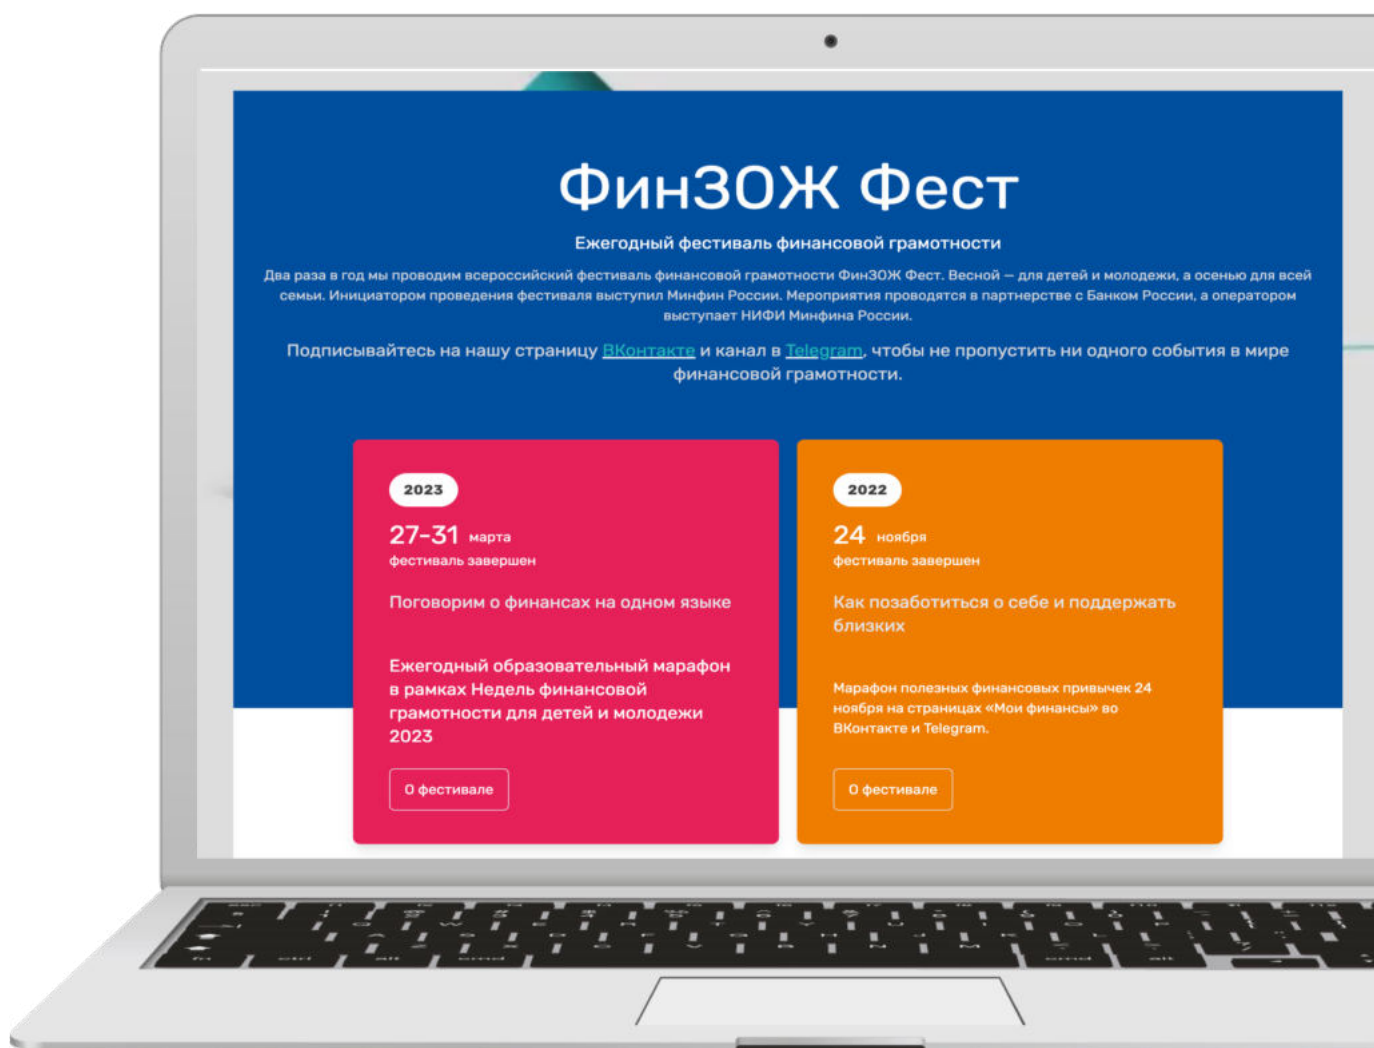 ФинЗОЖ Фест
Ежегодный фестиваль финансовой грамотности
Два раза в год мы проводим всероссийский фестиваль финансовой грамотности ФинЗОЖ Фест. Весной — для детей и молодежи, а осенью для всей
семьи. Инициатором проведения фестиваля выступил Минфин России. Мероприятия проводятся в партнерстве с Банком России, а оператором
выступает НИФИ Минфина России.
Подписывайтесь на нашу страницу ВКонтакте и канал в Telegram, чтобы не пропустить ни одного события в мире
финансовой грамотности.
2023
27-31 марта
фестиваль завершен
Поговорим о финансах на одном языке
Ежегодный образовательный марафон
в рамках Недель финансовой
грамотности для детей и молодежи
2023
О фестивале
2022
24 ноября
фестиваль завершен
Как позаботиться о себе и поддержать
близких
Марафон полезных финансовых привычек 24
ноября на страницах «Мои финансы» во
ВКонтакте и Telegram.
О фестивале